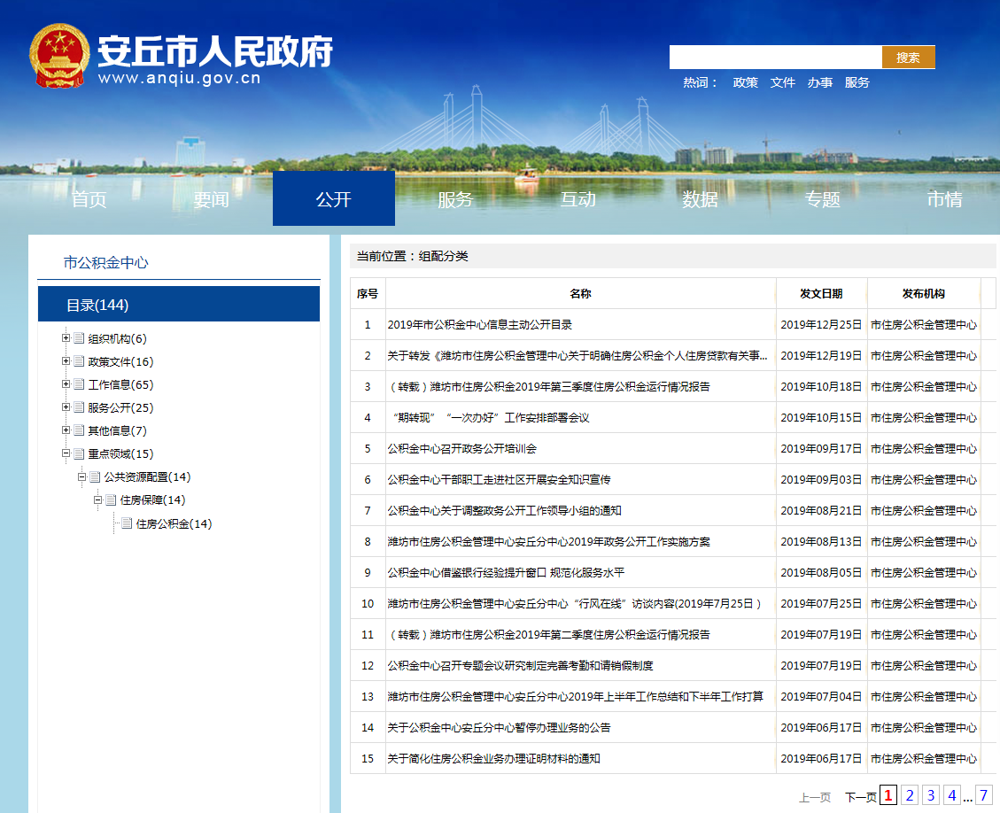 安丘市人民政府
www.anqiu.gov.cn
搜索
热词： 政策 文件 办事 服务
首页 要闻 公开 服务 互动 数据 专题 市情
市公积金中心
目录(144)
组织机构(6)
政策文件(16)
工作信息(65)
服务公开(25)
其他信息(7)
重点领域(15)
公共资源配置(14)
住房保障(14)
住房公积金(14)
当前位置：组配分类
序号 名称 发文日期 发布机构
1 2019年市公积金中心信息主动公开目录 2019年12月25日 市住房公积金管理中心
2 关于转发《潍坊市住房公积金管理中心关于明确住房公积金个人住房贷款有关事... 2019年12月19日 市住房公积金管理中心
3 （转载）潍坊市住房公积金2019年第三季度住房公积金运行情况报告 2019年10月18日 市住房公积金管理中心
4 “期转现”“一次办好”工作安排部署会议 2019年10月15日 市住房公积金管理中心
5 公积金中心召开政务公开培训会 2019年09月17日 市住房公积金管理中心
6 公积金中心干部职工走进社区开展安全知识宣传 2019年09月03日 市住房公积金管理中心
7 公积金中心关于调整政务公开工作领导小组的通知 2019年08月21日 市住房公积金管理中心
8 潍坊市住房公积金管理中心安丘分中心2019年政务公开工作实施方案 2019年08月13日 市住房公积金管理中心
9 公积金中心借鉴银行经验提升窗口 规范化服务水平 2019年08月05日 市住房公积金管理中心
10 潍坊市住房公积金管理中心安丘分中心“行风在线”访谈内容(2019年7月25日） 2019年07月25日 市住房公积金管理中心
11 （转载）潍坊市住房公积金2019年第二季度住房公积金运行情况报告 2019年07月19日 市住房公积金管理中心
12 公积金中心召开专题会议研究制定完善考勤和请销假制度 2019年07月19日 市住房公积金管理中心
13 潍坊市住房公积金管理中心安丘分中心2019年上半年工作总结和下半年工作打算 2019年07月04日 市住房公积金管理中心
14 关于公积金中心安丘分中心暂停办理业务的公告 2019年06月17日 市住房公积金管理中心
15 关于简化住房公积金业务办理证明材料的通知 2019年06月17日 市住房公积金管理中心
上一页 下一页 1 2 3 4 ... 7